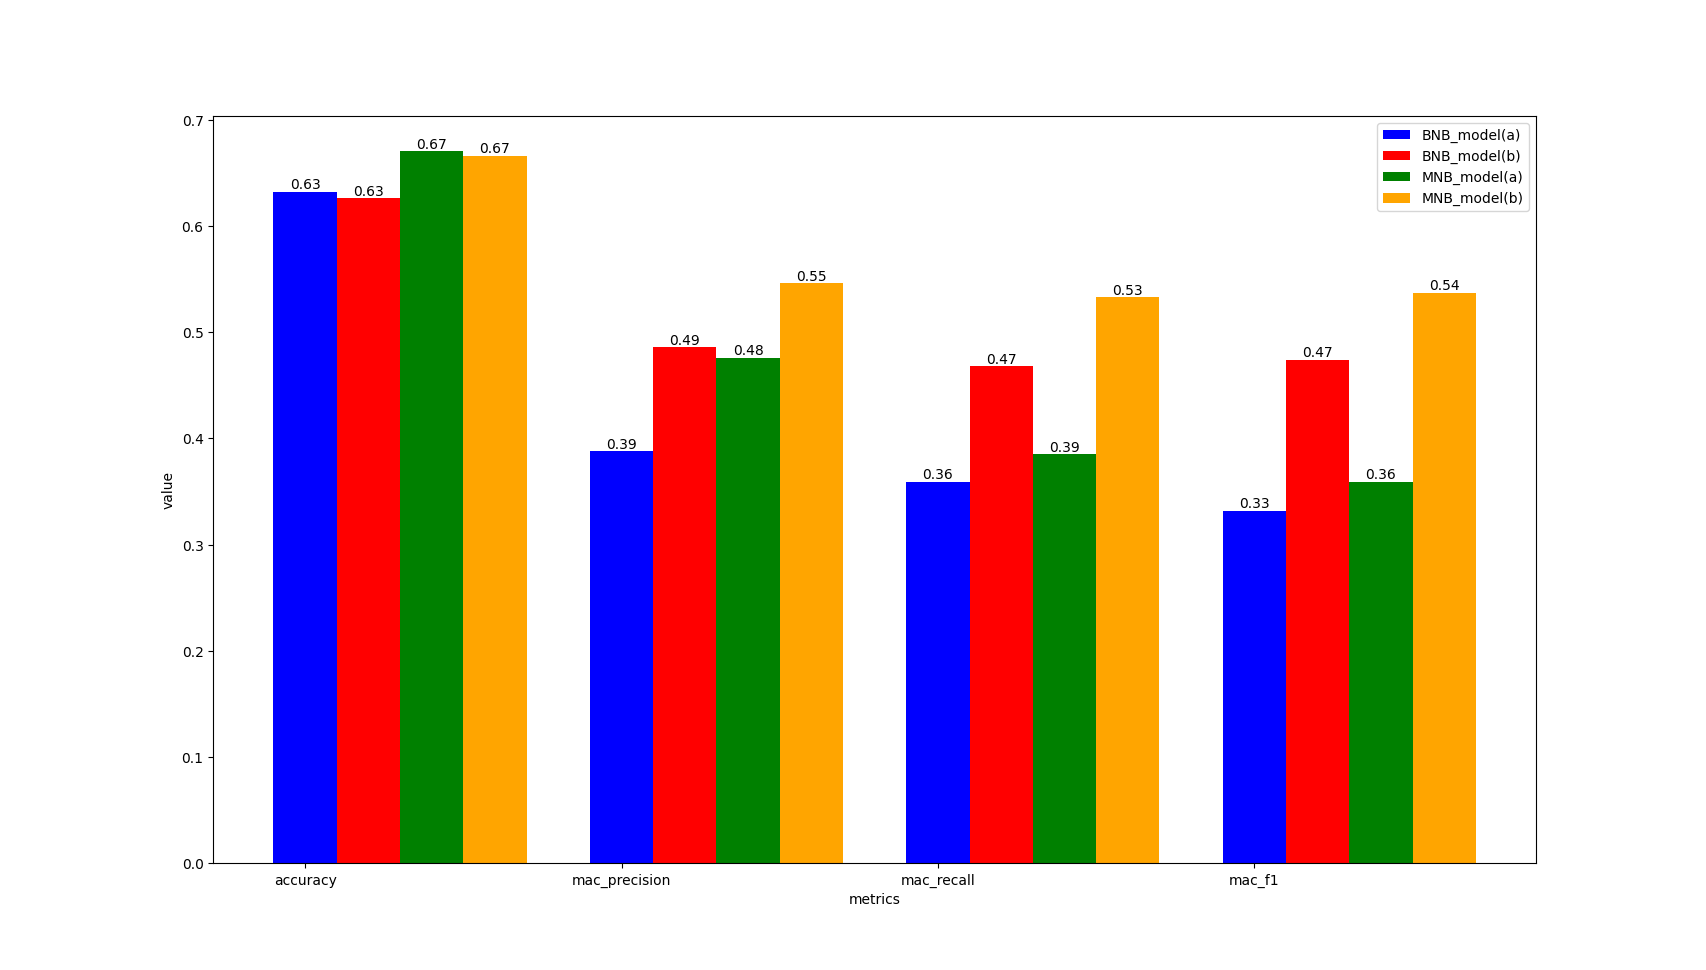 BNB_model(a)
BNB_model(b)
MNB_model(a)
MNB_model(b)
0.7
0.6
0.5
0.4
0.3
0.2
0.1
0.0
value
0.63
0.63
0.67
0.67
0.39
0.49
0.48
0.55
0.36
0.47
0.39
0.53
0.33
0.47
0.36
0.54
accuracy
mac_precision
mac_recall
mac_f1
metrics